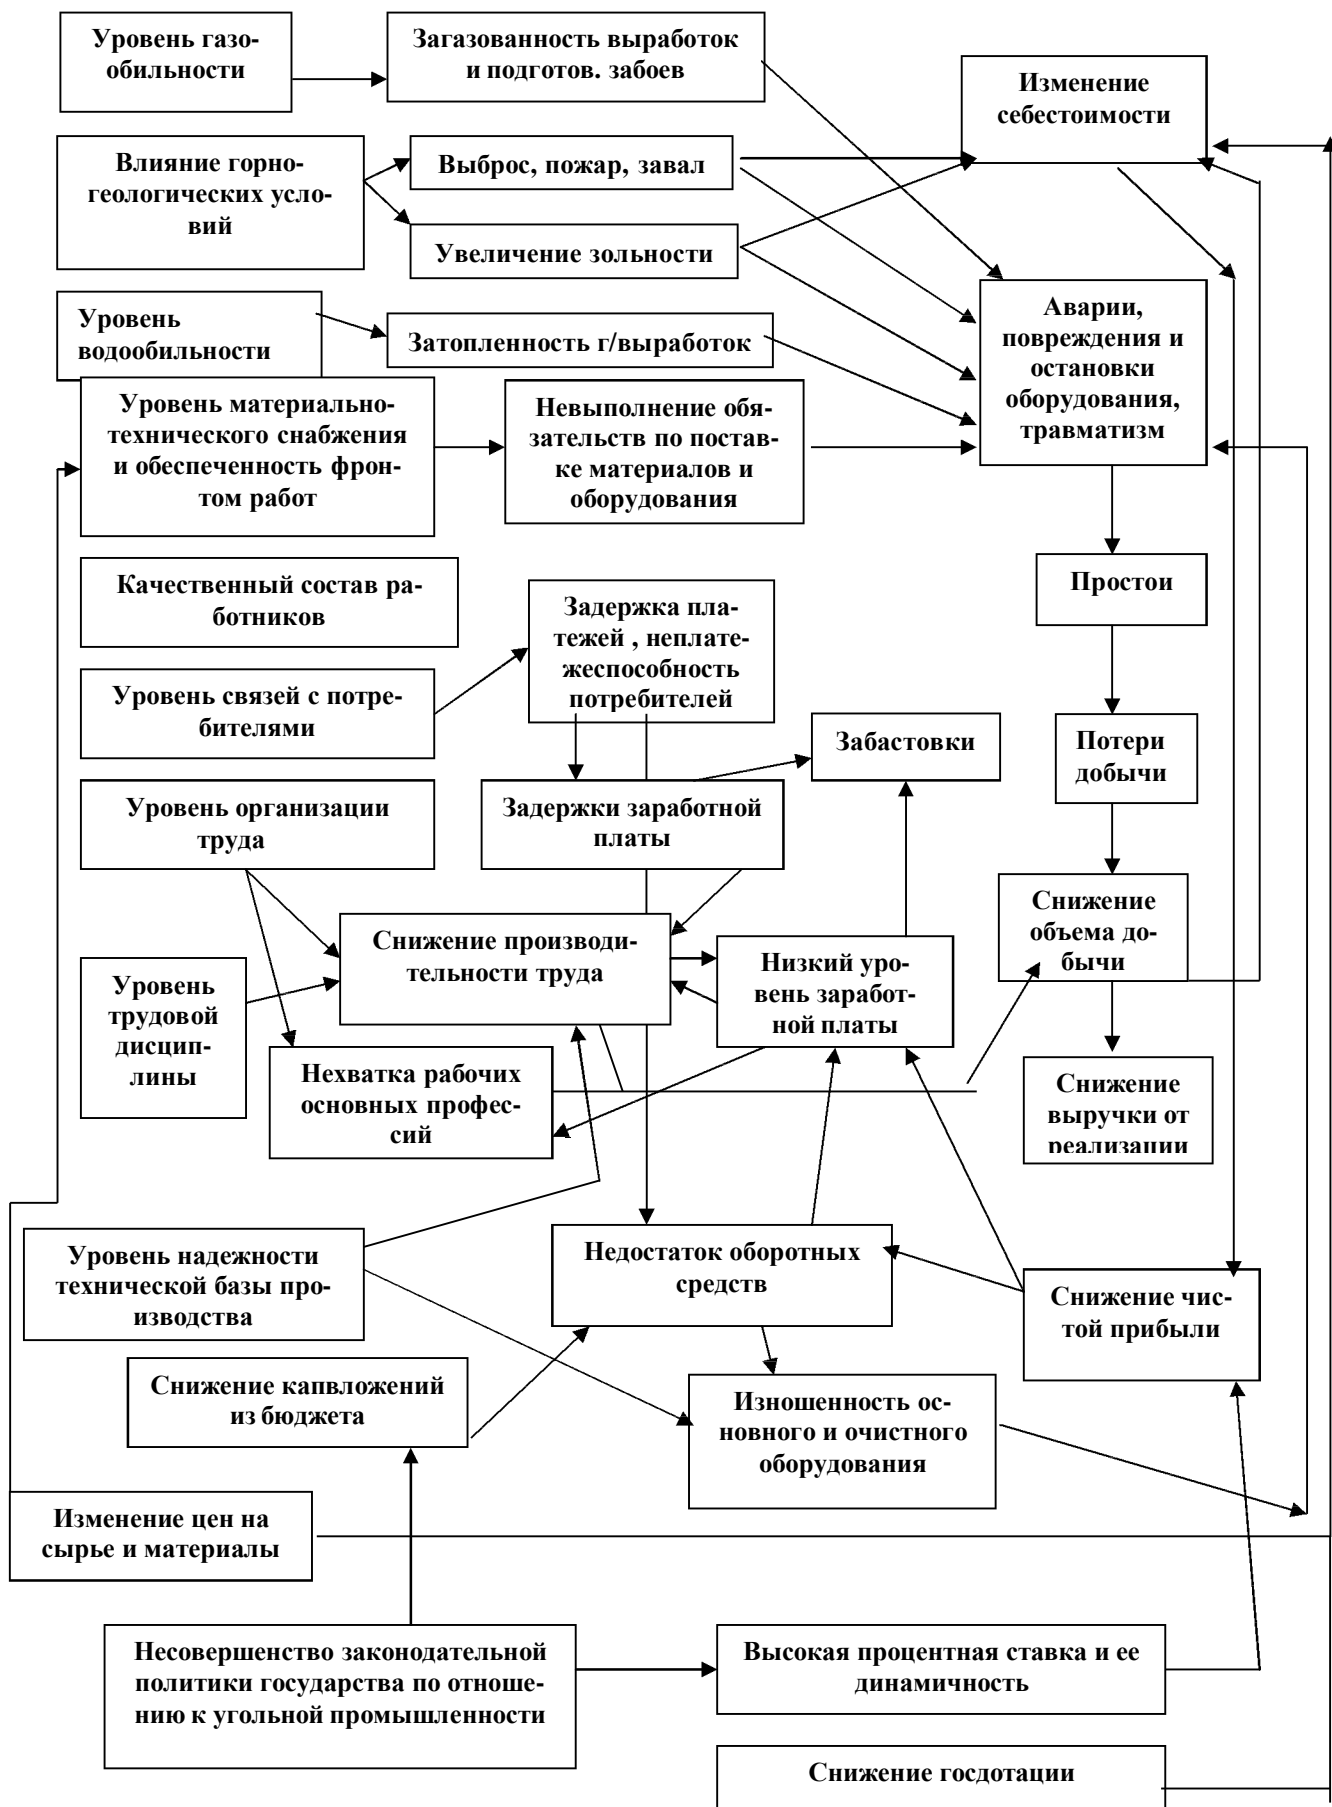 Уровень газо-
обильности
Загазованность выработок
и подготов. забоев
Изменение
себестоимости
Влияние горно-
геологических усло-
вий
Выброс, пожар, завал
Увеличение зольности
Уровень
водообильности
Затопленность г/выработок
Аварии,
повреждения и
остановки
оборудования,
травматизм
Уровень материально-
технического снабжения
и обеспеченность фрон-
том работ
Невыполнение обя-
зательств по постав-
ке материалов и
оборудования
Качественный состав ра-
ботников
Задержка пла-
тежей , неплате-
жеспособность
потребителей
Простои
Уровень связей с потре-
бителями
Забастовки
Потери
добычи
Уровень организации
труда
Задержки заработной
платы
Снижение
объема до-
бычи
Снижение производи-
тельности труда
Низкий уро-
вень заработ-
ной платы
Уровень
трудовой
дисцип-
лины
Нехватка рабочих
основных профес-
сий
Снижение
выручки от
реализации
Уровень надежности
технической базы про-
изводства
Недостаток оборотных
средств
Снижение чис-
той прибыли
Снижение капвложений
из бюджета
Изношенность ос-
новного и очистного
оборудования
Изменение цен на
сырье и материалы
Несовершенство законодательной
политики государства по отноше-
нию к угольной промышленности
Высокая процентная ставка и ее
динамичность
Снижение госдотации